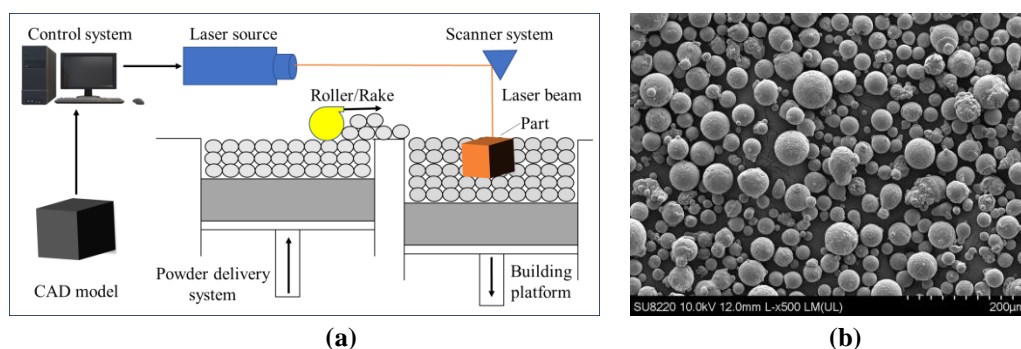 Control system
Laser source
Scanner system
Roller/Rake
Laser beam
Part
CAD model
Powder delivery
system
Building
platform
SU8220 10.0kV 12.0mm L-x500 LM(UL)
200μm
(a)
(b)